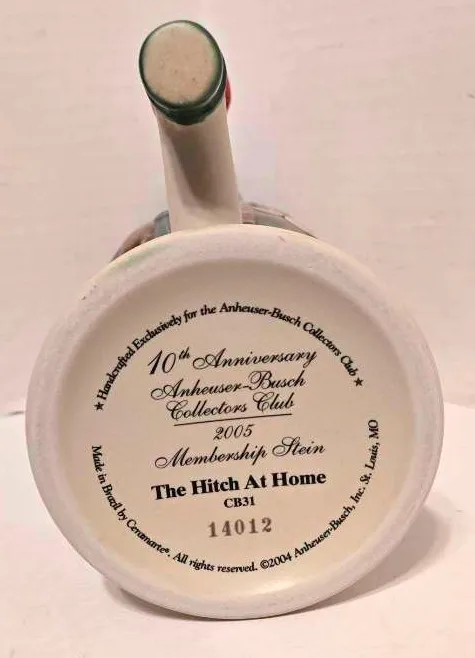 ★ Handcrafted Exclusively for the Anheuser-Busch Collectors Club ★
10th Anniversary
Anheuser-Busch
Collectors Club
2005
Membership Stein
The Hitch At Home
CB31
14012
Made in Brazil by Ceramarte®. All rights reserved. ©2004 Anheuser-Busch, Inc. St. Louis, MO